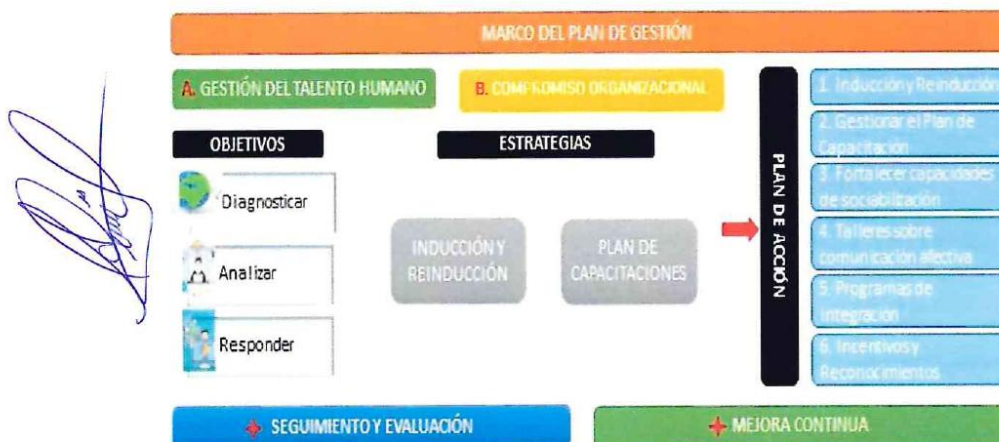 MARCO DEL PLAN DE GESTIÓN
A. GESTIÓN DEL TALENTO HUMANO
B. COMPROMISO ORGANIZACIONAL
OBJETIVOS
Diagnosticar
Analizar
Responder
ESTRATEGIAS
INDUCCIÓN Y
REINDUCCIÓN
PLAN DE
CAPACITACIONES
PLAN DE ACCIÓN
1. Inducción y Reinducción
2. Gestionar el Plan de
Capacitación
3. Fortalecer capacidades
de sociabilización
4. Talleres sobre
comunicación afectiva
5. Programas de
integración
6. Incentivos y
Reconocimientos
SEGUIMIENTO Y EVALUACIÓN
MEJORA CONTINUA